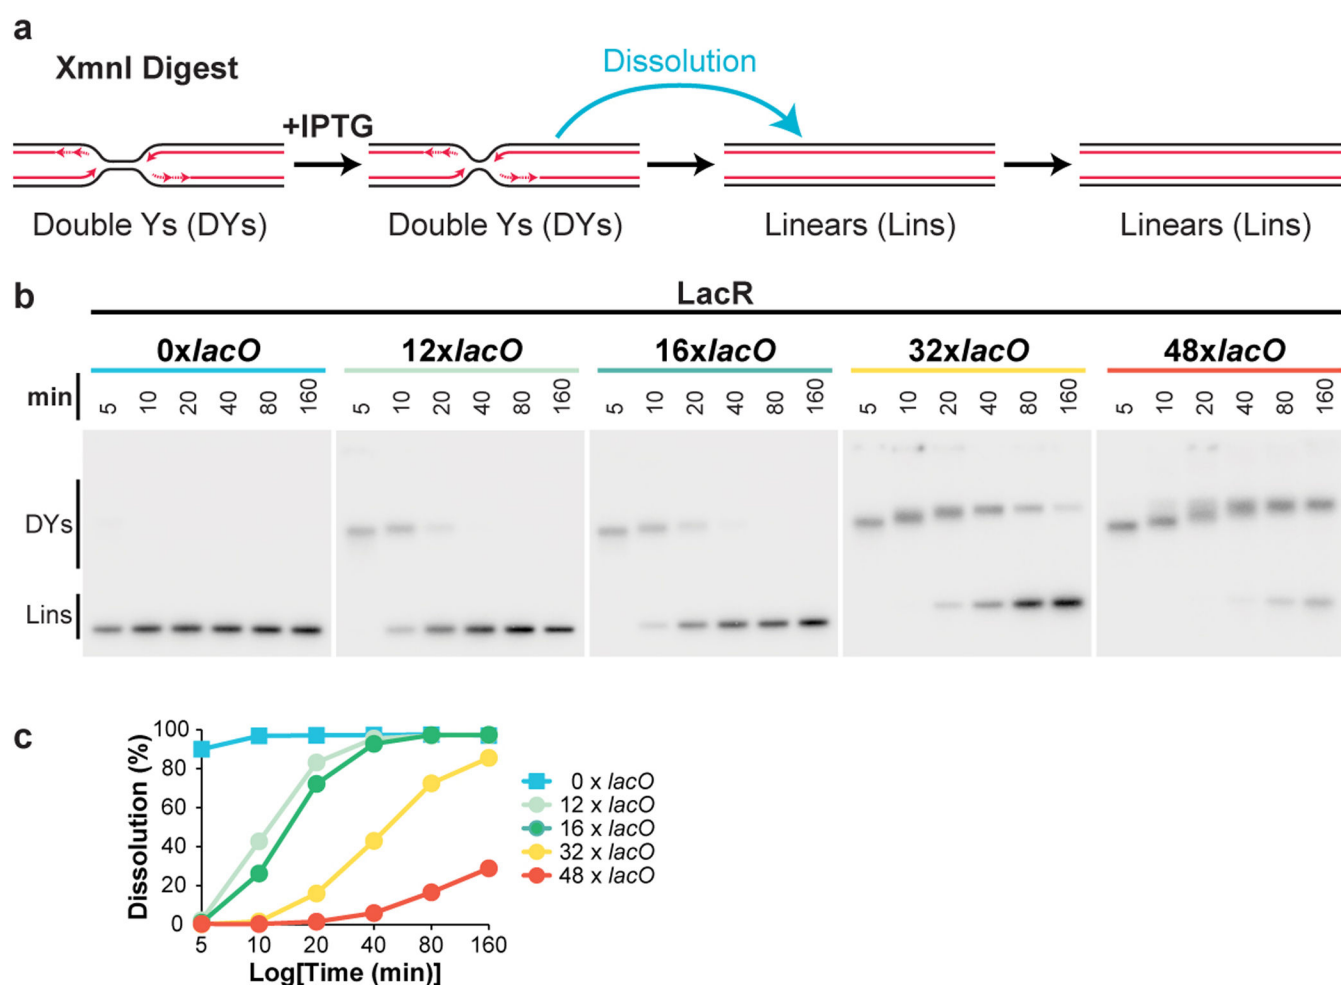 a
XmnI Digest
Dissolution
+IPTG
Double Ys (DYs)
Double Ys (DYs)
Linears (Lins)
Linears (Lins)
b
LacR
0xlacO
12xlacO
16xlacO
32xlacO
48xlacO
min
5 10 20 40 80 160
5 10 20 40 80 160
5 10 20 40 80 160
5 10 20 40 80 160
5 10 20 40 80 160
DYs
Lins
c
Dissolution (%)
100
80
60
40
20
0
5 10 20 40 80 160
Log[Time (min)]
0 x lacO
12 x lacO
16 x lacO
32 x lacO
48 x lacO